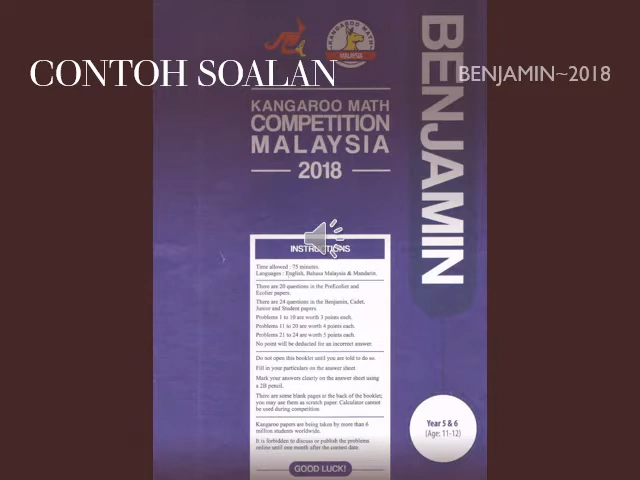 CONTOH SOALAN
BENJAMIN~2018
KANGAROO MATH
MALAYSIA
KANGAROO MATH
COMPETITION
MALAYSIA
2018
BENJAMIN
INSTRUCTIONS
Time allowed : 75 minutes.
Languages : English, Bahasa Malaysia & Mandarin.
There are 20 questions in the PreEcolier and
Ecolier papers.
There are 24 questions in the Benjamin, Cadet,
Junior and Student papers.
Problems 1 to 10 are worth 3 points each.
Problems 11 to 20 are worth 4 points each.
Problems 21 to 24 are worth 5 points each.
No point will be deducted for an incorrect answer.
Do not open this booklet until you are told to do so.
Fill in your particulars on the answer sheet.
Mark your answers clearly on the answer sheet using
a 2B pencil.
There are some blank pages at the back of the booklet;
you may use them as scratch paper. Calculator cannot
be used during competition.
Kangaroo papers are being taken by more than 6
million students worldwide.
It is forbidden to discuss or publish the problems
online until one month after the contest date.
GOOD LUCK!
Year 5 & 6
(Age: 11-12)